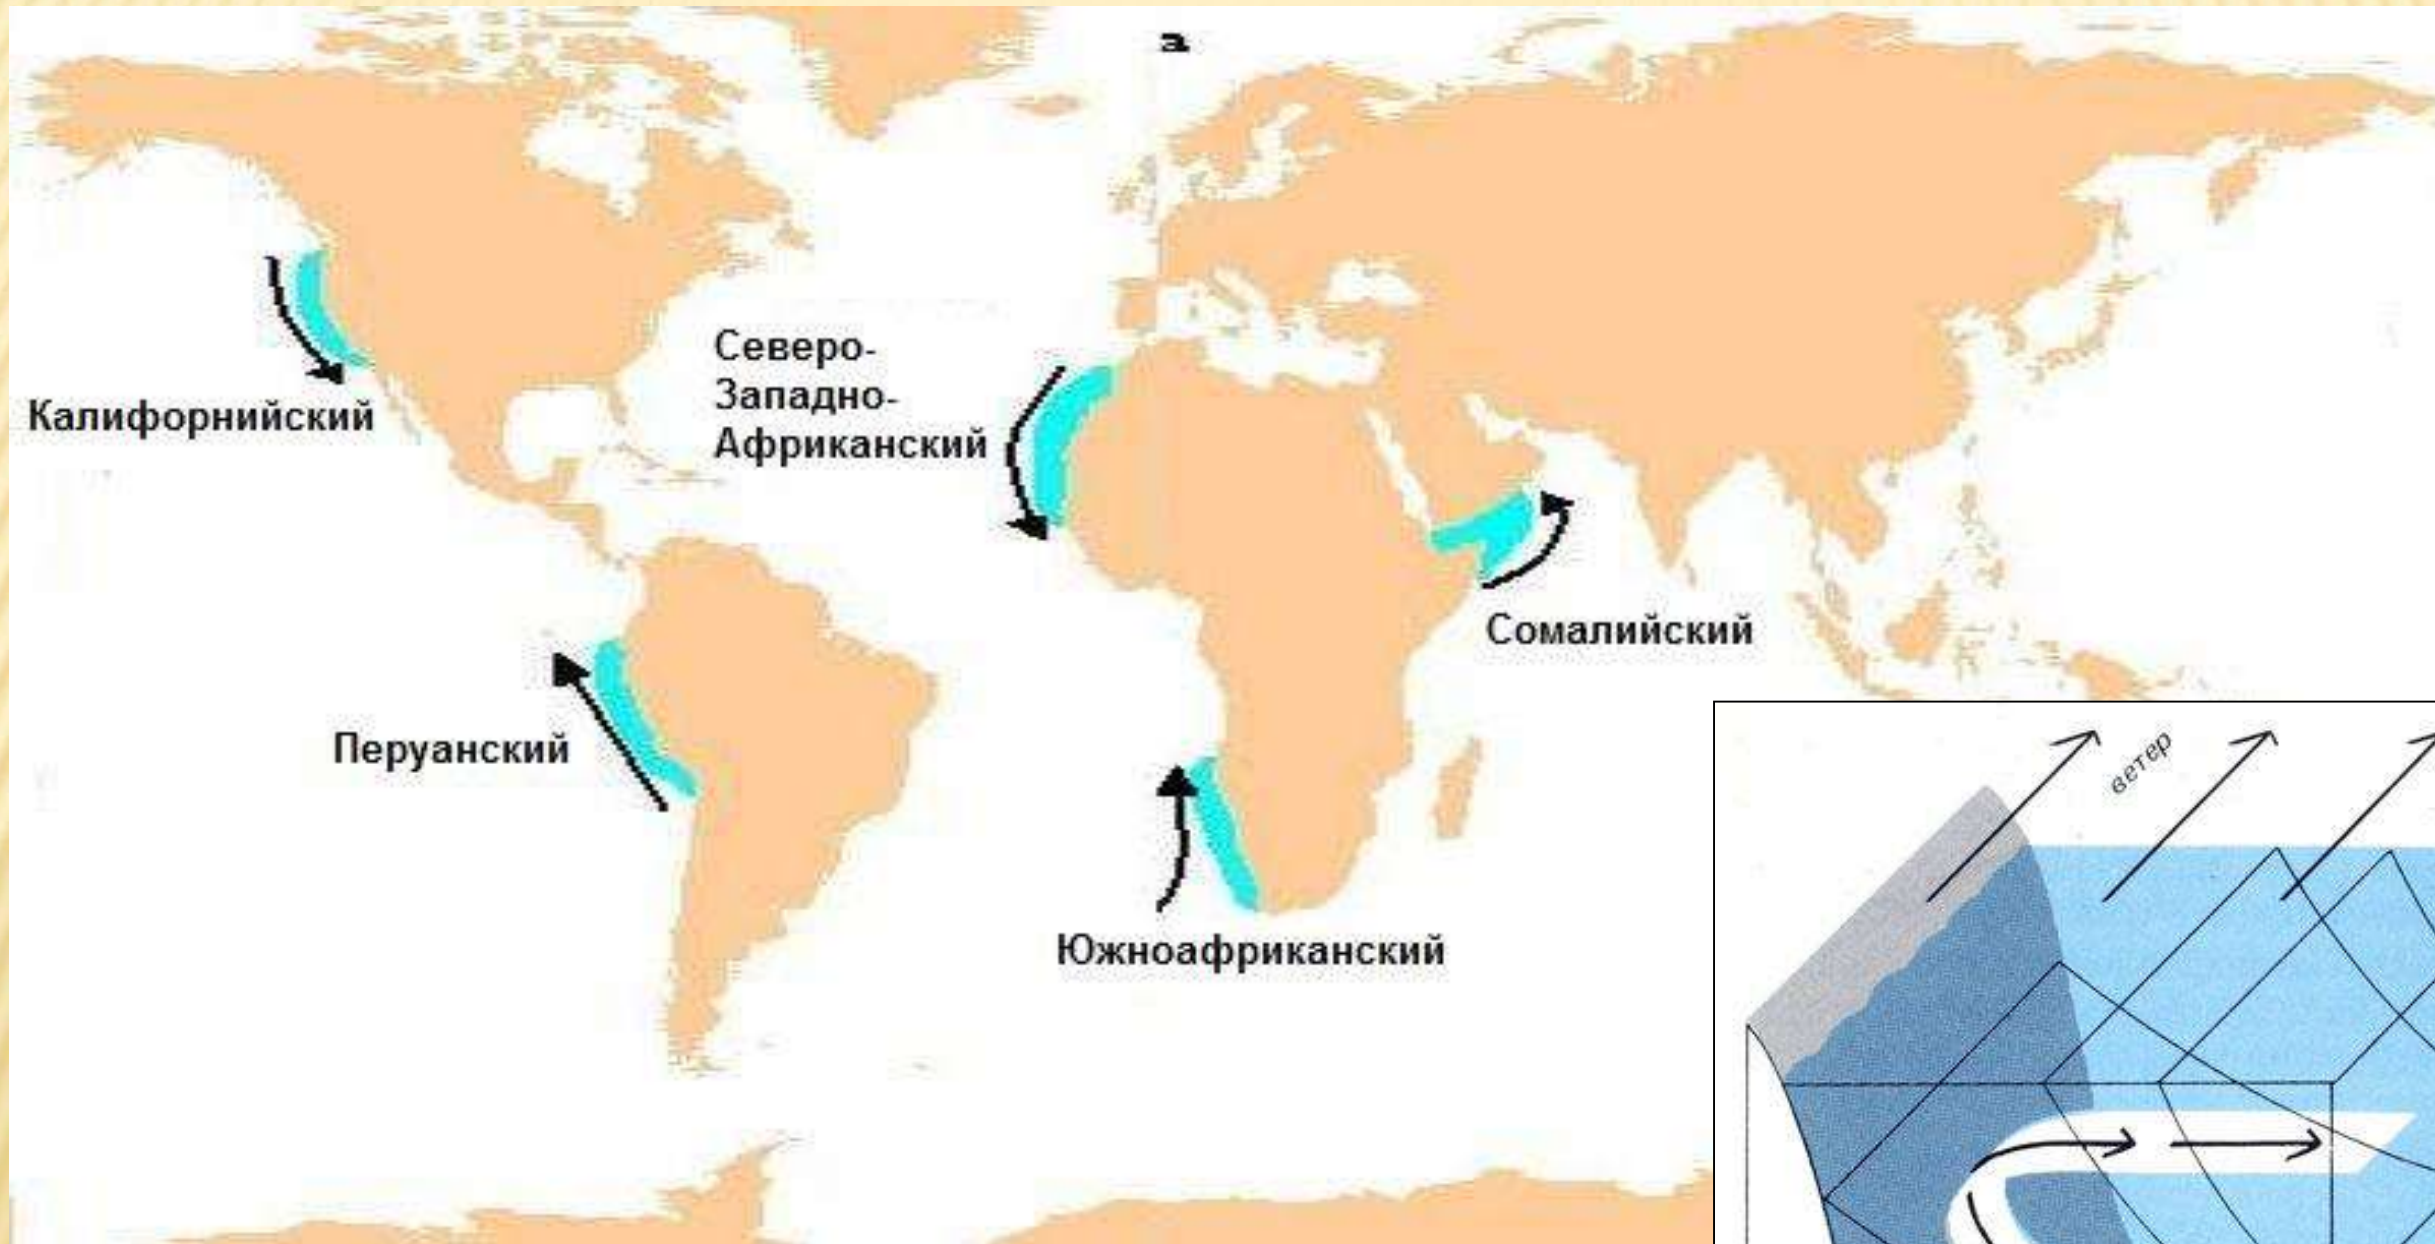 а
Северо-
Западно-
Африканский
Калифорнийский
Сомалийский
Перуанский
ветер
Южноафриканский